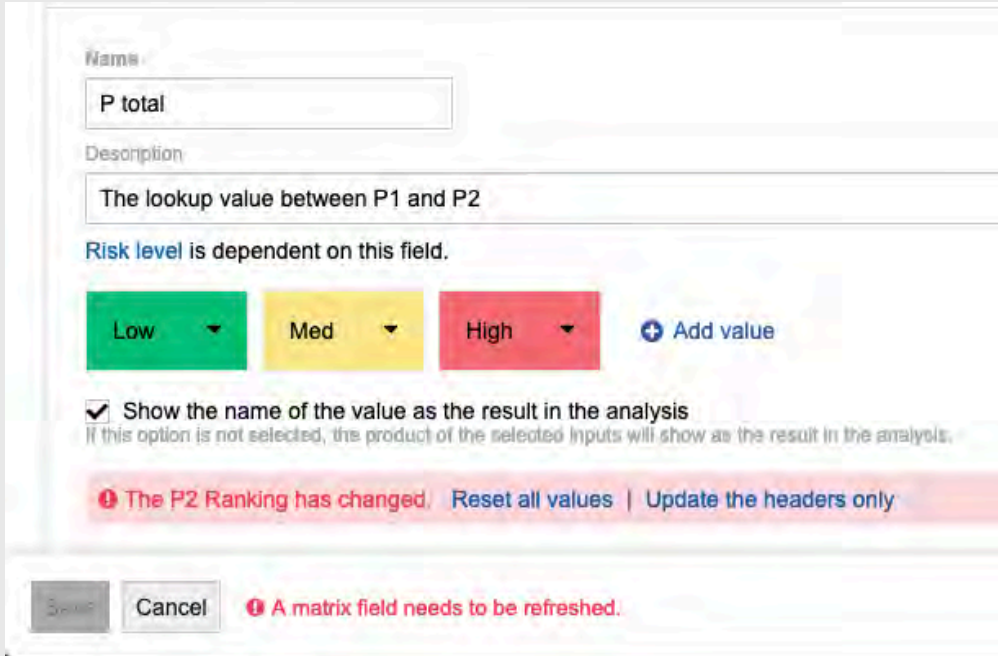 Name
P total
Description
The lookup value between P1 and P2
Risk level is dependent on this field.
Low Med High Add value
Show the name of the value as the result in the analysis
If this option is not selected, the product of the selected inputs will show as the result in the analysis.
The P2 Ranking has changed. Reset all values | Update the headers only
Save Cancel A matrix field needs to be refreshed.